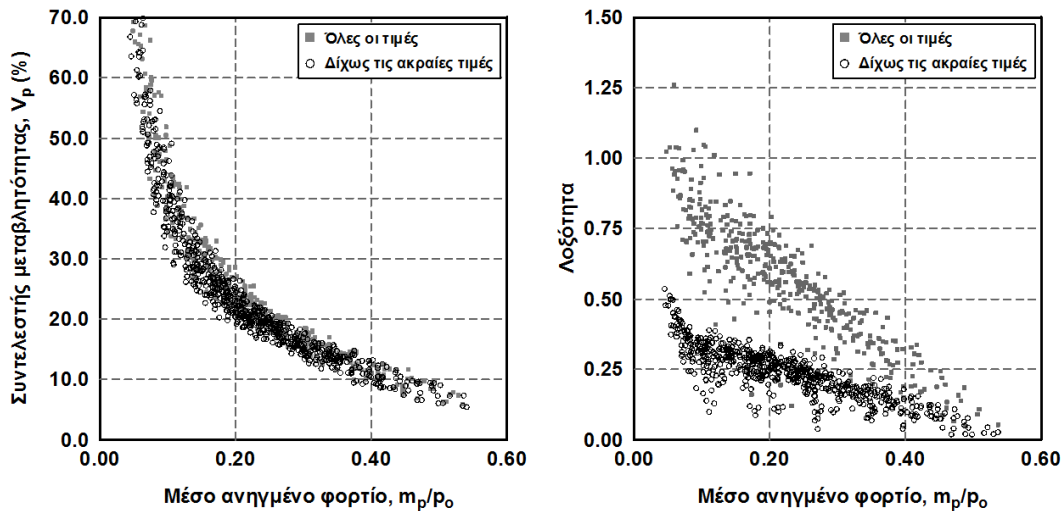 Συντελεστής μεταβλητότητας, Vp (%)
70.0
60.0
50.0
40.0
30.0
20.0
10.0
0.0
Όλες οι τιμές
Δίχως τις ακραίες τιμές
0.00 0.20 0.40 0.60
Μέσο ανηγμένο φορτίο, mp/po
Λοξότητα
1.50
1.25
1.00
0.75
0.50
0.25
0.00
Όλες οι τιμές
Δίχως τις ακραίες τιμές
0.00 0.20 0.40 0.60
Μέσο ανηγμένο φορτίο, mp/po